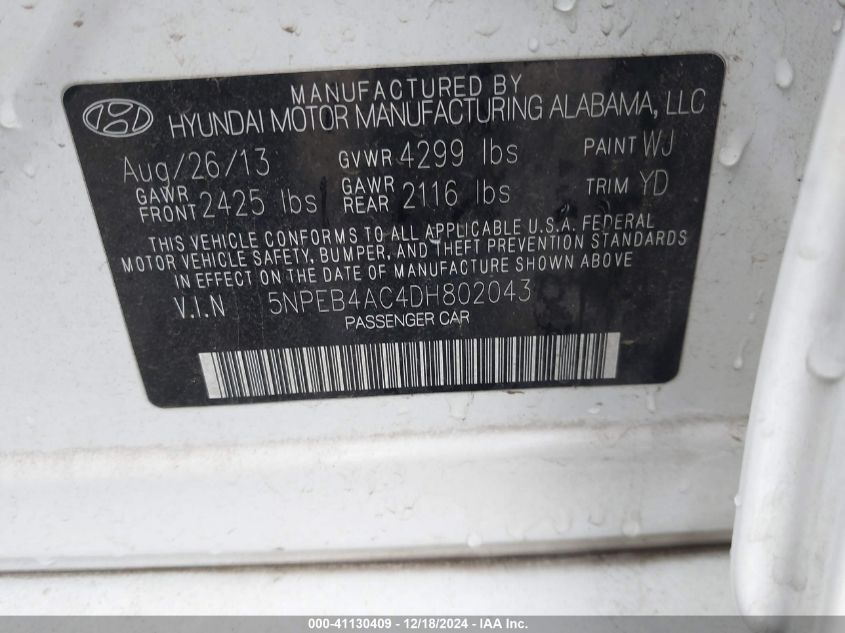 MANUFACTURED BY
HYUNDAI MOTOR MANUFACTURING ALABAMA, LLC
Aug/26/13 GVWR 4299 lbs PAINT WJ
GAWR FRONT 2425 lbs GAWR REAR 2116 lbs TRIM YD
THIS VEHICLE CONFORMS TO ALL APPLICABLE U.S.A. FEDERAL
MOTOR VEHICLE SAFETY, BUMPER, AND THEFT PREVENTION STANDARDS
IN EFFECT ON THE DATE OF MANUFACTURE SHOWN ABOVE
V.I.N 5NPEB4AC4DH802043
PASSENGER CAR
000-41130409 - 12/18/2024 - IAA Inc.